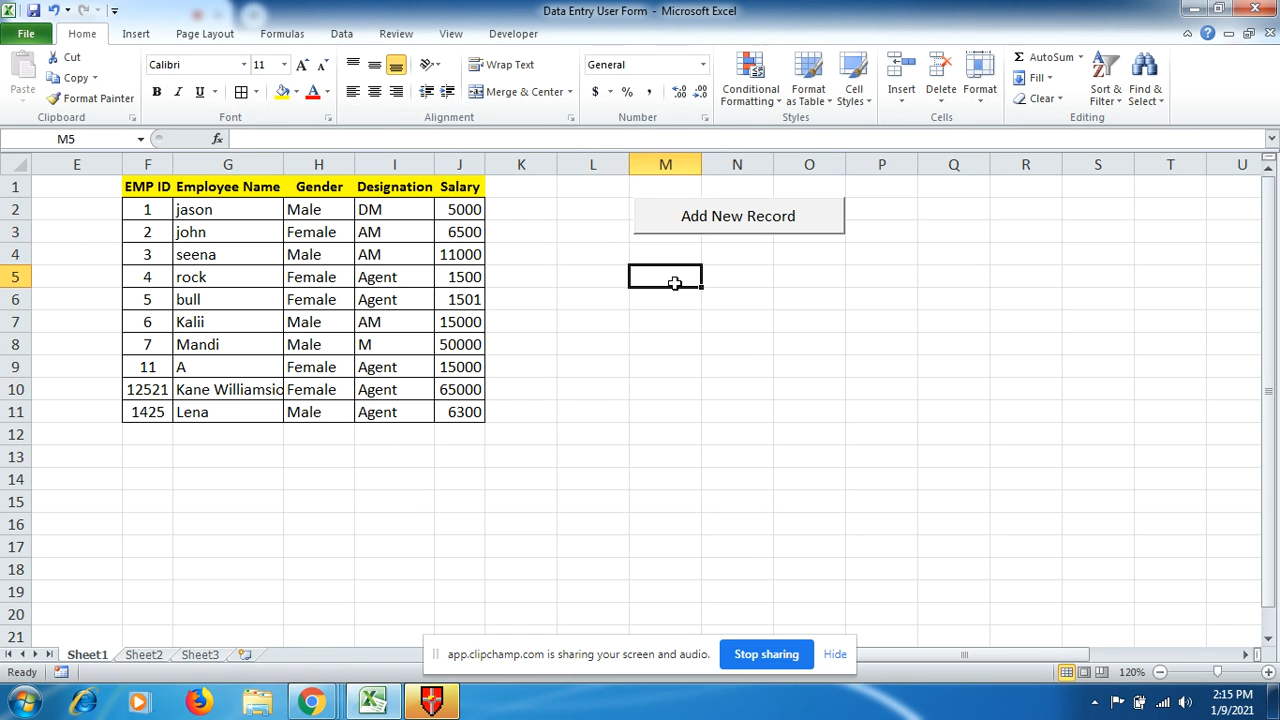 Data Entry User Form - Microsoft Excel
File Home Insert Page Layout Formulas Data Review View Developer
Paste
Cut
Copy
Format Painter
Clipboard
Calibri 11
B I U
Font
Wrap Text
Merge & Center
Alignment
General
$ % ,
Number
Conditional Formatting
Format as Table
Cell Styles
Styles
Insert Delete Format
Cells
AutoSum
Fill
Clear
Sort & Filter
Find & Select
Editing
M5 fx
E F G H I J K L M N O P Q R S T U
1 EMP ID Employee Name Gender Designation Salary
2 1 jason Male DM 5000
Add New Record
3 2 john Female AM 6500
4 3 seena Male AM 11000
5 4 rock Female Agent 1500
6 5 bull Female Agent 1501
7 6 Kalii Male AM 15000
8 7 Mandi Male M 50000
9 11 A Female Agent 15000
10 12521 Kane Williamsio Female Agent 65000
11 1425 Lena Male Agent 6300
12
13
14
15
16
17
18
19
20
21
Sheet1 Sheet2 Sheet3
app.clipchamp.com is sharing your screen and audio. Stop sharing Hide
Ready 120%
2:15 PM
1/9/2021